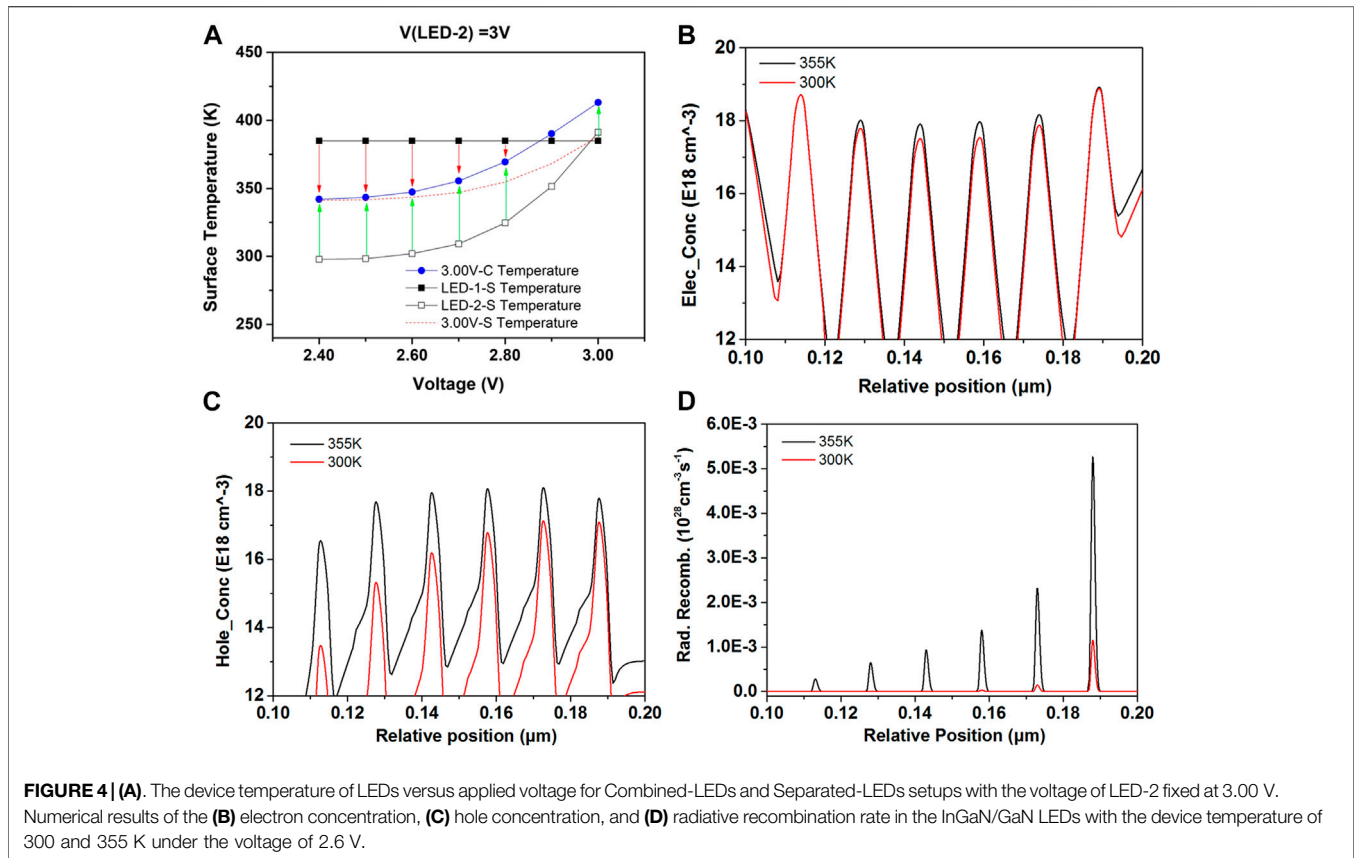 A
V(LED-2) =3V
450
400
350
300
250
Surface Temperature (K)
2.40
2.60
2.80
3.00
Voltage (V)
3.00V-C Temperature
LED-1-S Temperature
LED-2-S Temperature
3.00V-S Temperature
B
20
18
16
14
12
Elec_Conc (E18 cm^-3)
355K
300K
0.10
0.12
0.14
0.16
0.18
0.20
Relative position (µm)
C
20
18
16
14
12
Hole_Conc (E18 cm^-3)
355K
300K
0.10
0.12
0.14
0.16
0.18
0.20
Relative position (µm)
D
6.0E-3
5.0E-3
4.0E-3
3.0E-3
2.0E-3
1.0E-3
0.0
Rad. Recomb. (10²⁸cm⁻³s⁻¹)
355K
300K
0.10
0.12
0.14
0.16
0.18
0.20
Relative Position (µm)
FIGURE 4 | (A). The device temperature of LEDs versus applied voltage for Combined-LEDs and Separated-LEDs setups with the voltage of LED-2 fixed at 3.00 V.
Numerical results of the (B) electron concentration, (C) hole concentration, and (D) radiative recombination rate in the InGaN/GaN LEDs with the device temperature of
300 and 355 K under the voltage of 2.6 V.